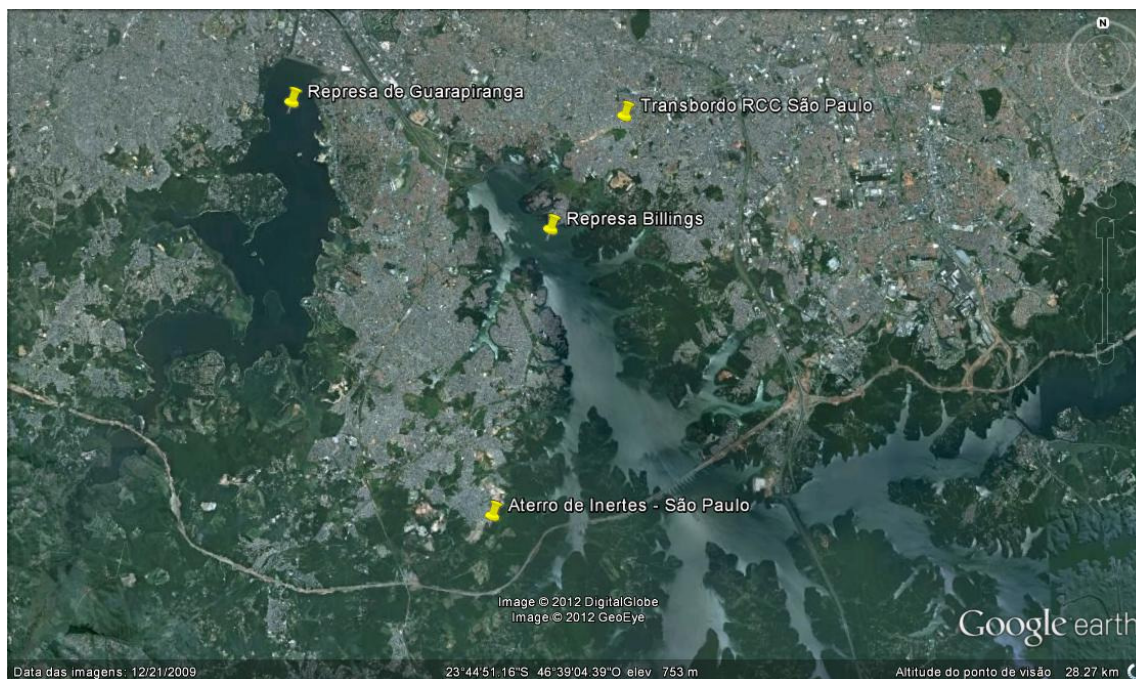 N
Represa de Guarapiranga
Transbordo RCC São Paulo
Represa Billings
Aterro de Inertes - São Paulo
Image © 2012 DigitalGlobe
Image © 2012 GeoEye
Google earth
Data das imagens: 12/21/2009 23°44'51.16"S 46°39'04.39"O elev 753 m Altitude do ponto de visão 28.27 km